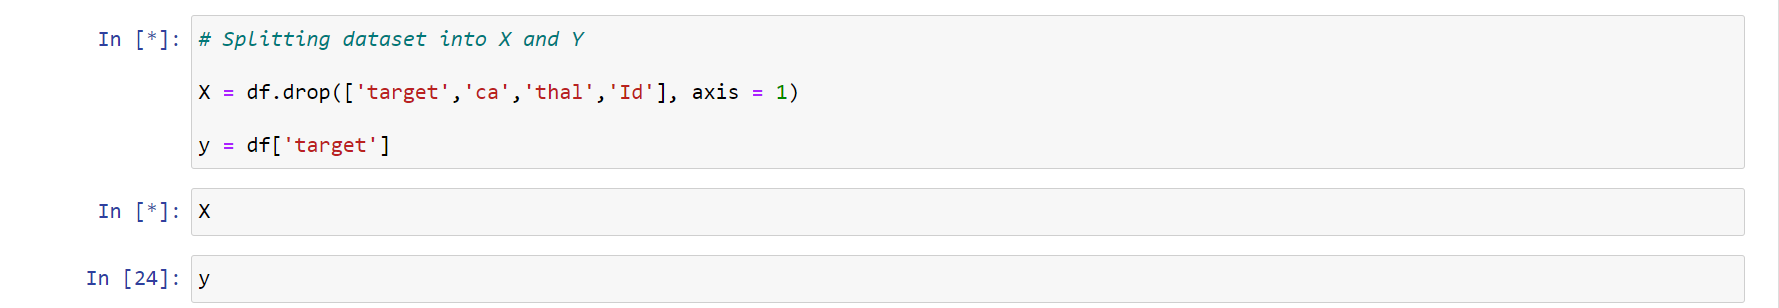 In [*]: # Splitting dataset into X and Y
X = df.drop(['target','ca','thal','Id'], axis = 1)
y = df['target']
In [*]: X
In [24]: y